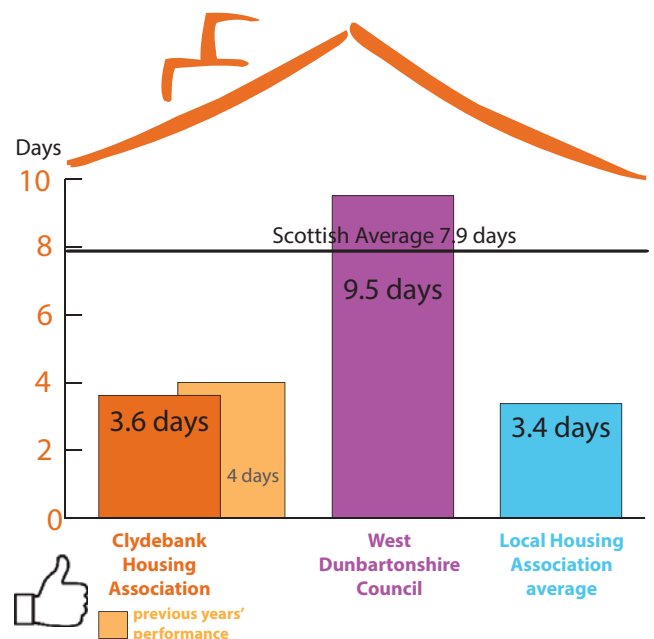 Days
10
8
6
4
2
0
Scottish Average 7.9 days
3.6 days
4 days
9.5 days
3.4 days
Clydebank
Housing
Association
West
Dunbartonshire
Council
Local Housing
Association
average
previous years'
performance